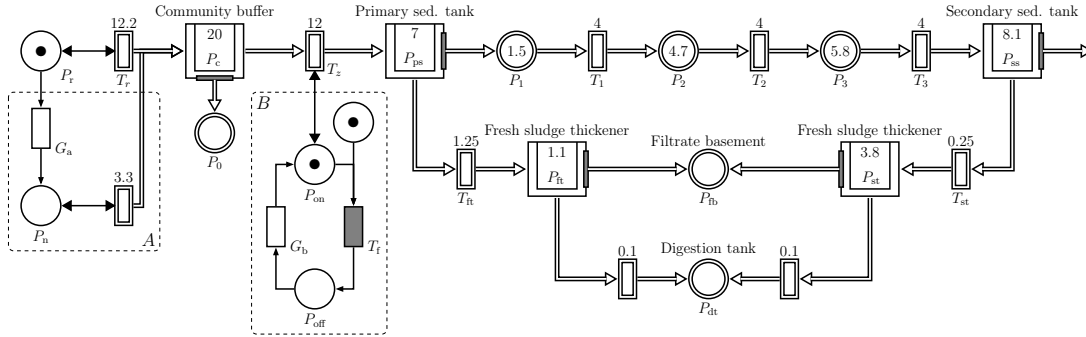 Community buffer
Primary sed. tank
Secondary sed. tank
12.2
20
12
7
1.5
4
4.7
4
5.8
4
8.1
P_r
T_r
P_c
T_z
P_ps
P_1
T_1
P_2
T_2
P_3
T_3
P_ss
A
B
G_a
P_0
Fresh sludge thickener
Filtrate basement
Fresh sludge thickener
1.25
1.1
3.8
0.25
T_ft
P_ft
P_fb
P_st
T_st
3.3
P_n
P_on
G_b
T_f
P_off
0.1
Digestion tank
0.1
P_dt